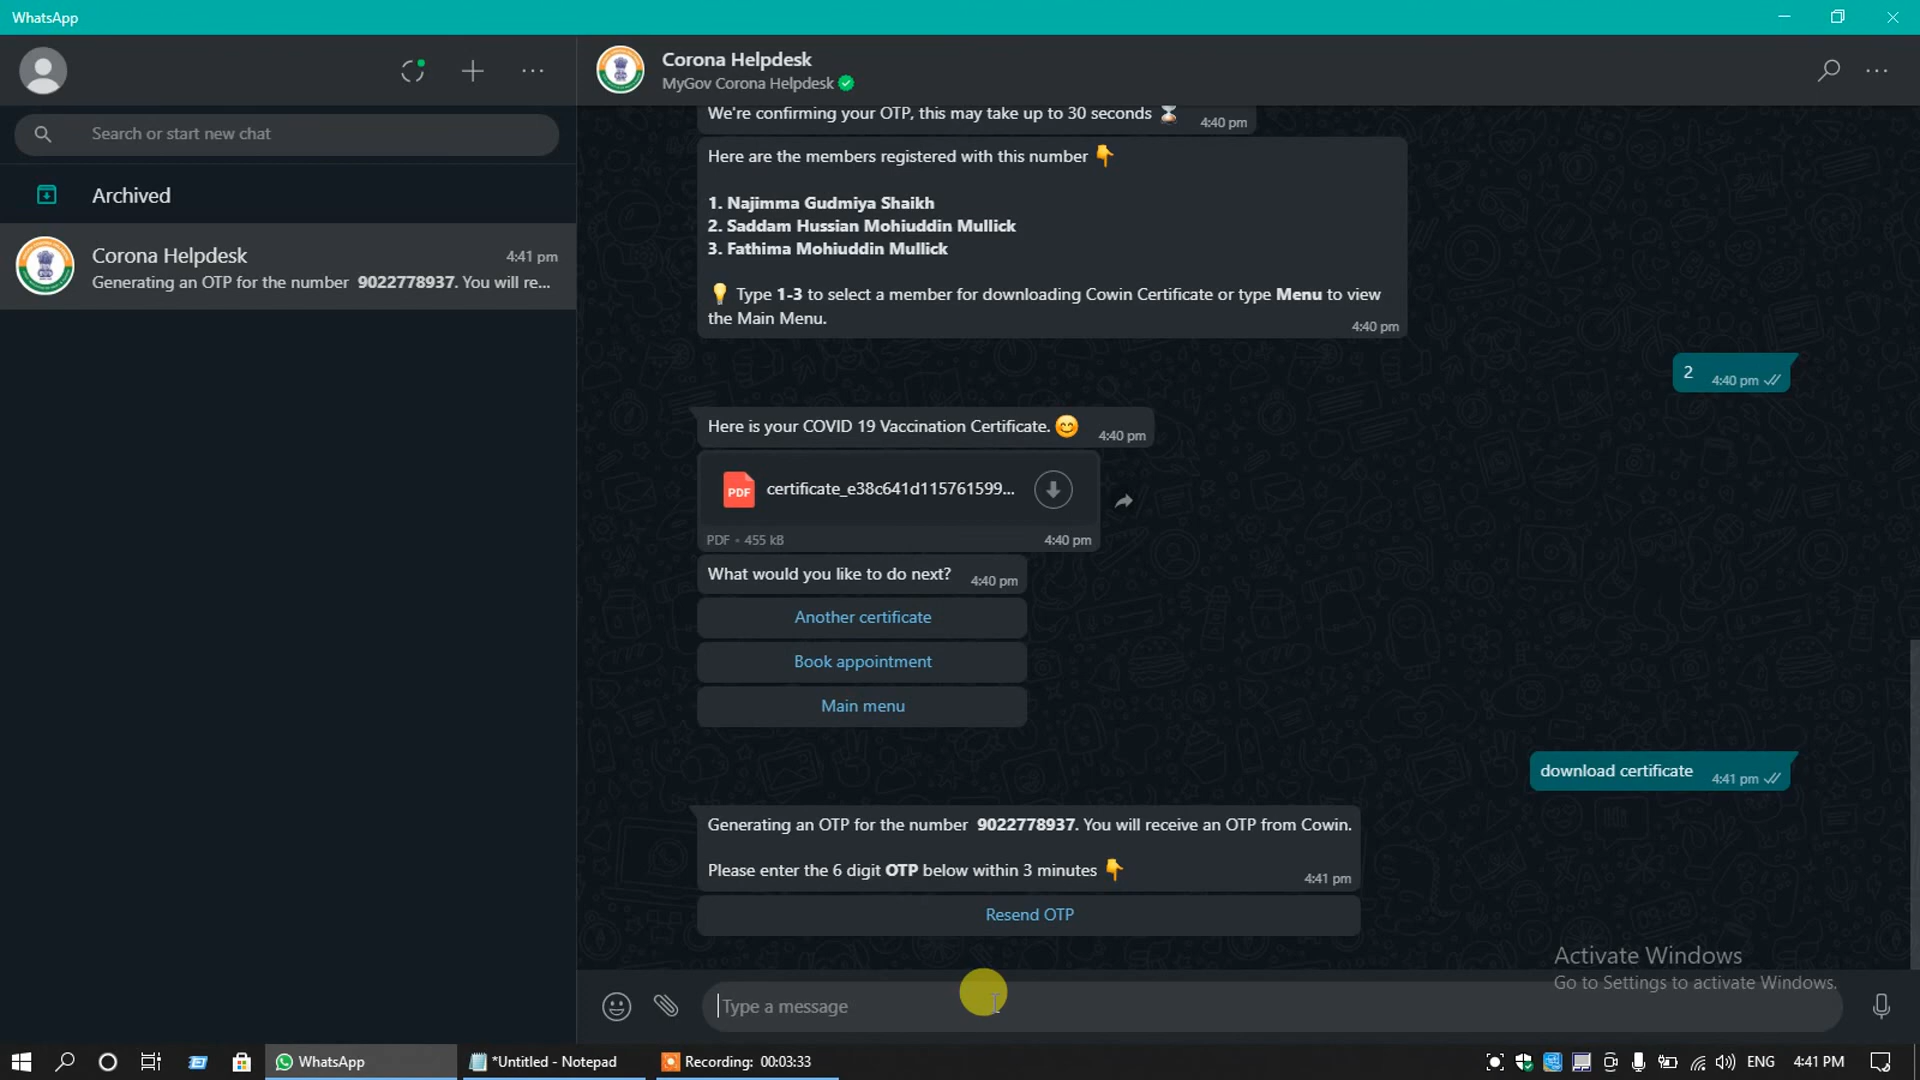 WhatsApp
Search or start new chat
Archived
Corona Helpdesk
4:41 pm
Generating an OTP for the number 9022778937. You will re...
Corona Helpdesk
MyGov Corona Helpdesk
We're confirming your OTP, this may take up to 30 seconds ⏳
4:40 pm
Here are the members registered with this number 👇
1. Najimma Gudmiya Shaikh
2. Saddam Hussian Mohiuddin Mullick
3. Fathima Mohiuddin Mullick
💡 Type 1-3 to select a member for downloading Cowin Certificate or type Menu to view
the Main Menu.
4:40 pm
2 4:40 pm
Here is your COVID 19 Vaccination Certificate. 😊 4:40 pm
PDF certificate_e38c641d115761599...
PDF • 455 kB 4:40 pm
What would you like to do next? 4:40 pm
Another certificate
Book appointment
Main menu
download certificate 4:41 pm
Generating an OTP for the number 9022778937. You will receive an OTP from Cowin.
Please enter the 6 digit OTP below within 3 minutes 👇
4:41 pm
Resend OTP
Activate Windows
Go to Settings to activate Windows.
Type a message
WhatsApp
*Untitled - Notepad
Recording: 00:03:33
ENG
4:41 PM